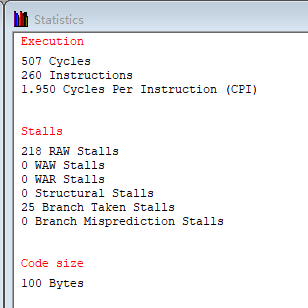 Statistics
Execution
507 Cycles
260 Instructions
1.950 Cycles Per Instruction (CPI)
Stalls
218 RAW Stalls
0 WAW Stalls
0 WAR Stalls
0 Structural Stalls
25 Branch Taken Stalls
0 Branch Misprediction Stalls
Code size
100 Bytes